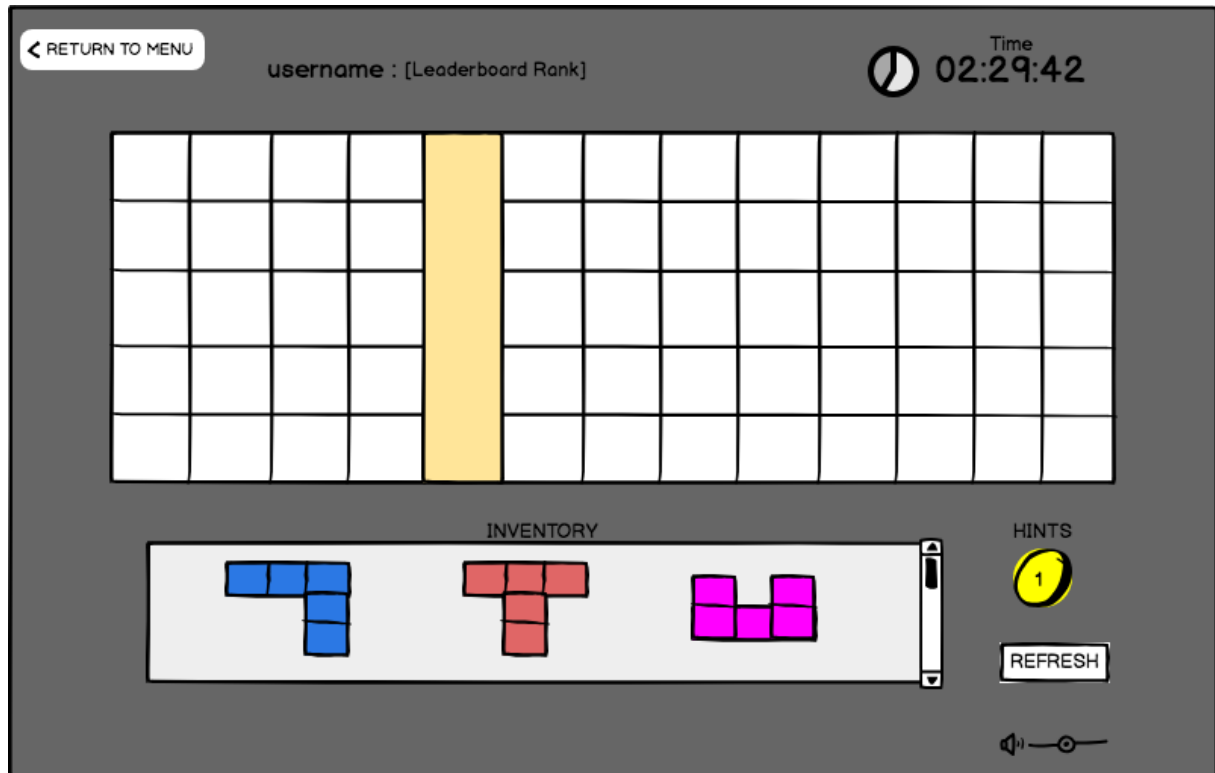 RETURN TO MENU
username : [Leaderboard Rank]
Time
02:29:42
INVENTORY
HINTS
1
REFRESH